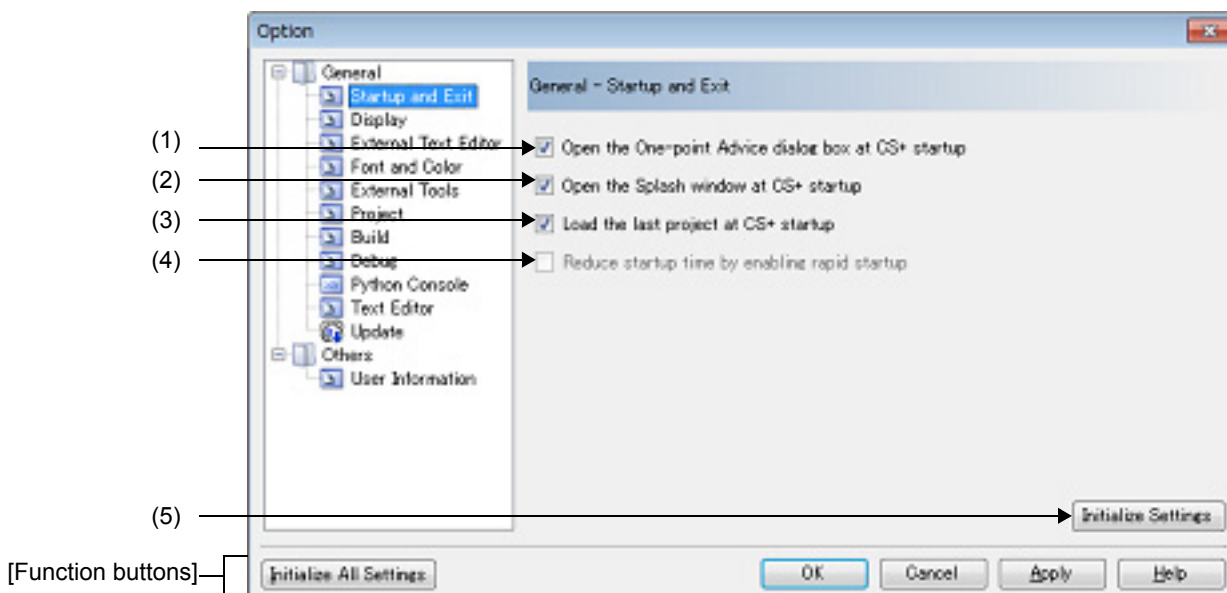 Option
General
Startup and Exit
Display
External Text Editor
Font and Color
External Tools
Project
Build
Debug
Python Console
Text Editor
Update
Others
User Information
General - Startup and Exit
(1)
Open the One-point Advice dialog box at CS+ startup
(2)
Open the Splash window at CS+ startup
(3)
Load the last project at CS+ startup
(4)
Reduce startup time by enabling rapid startup
(5)
Initialize Settings
[Function buttons]
Initialize All Settings
OK
Cancel
Apply
Help